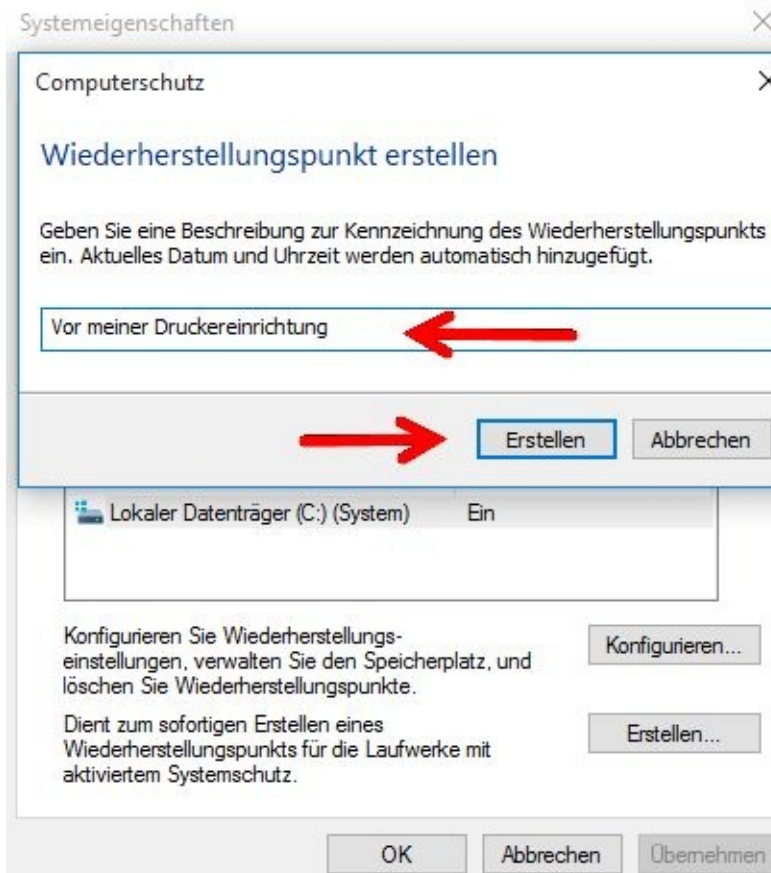 Systemeigenschaften
Computerschutz
Wiederherstellungspunkt erstellen
Geben Sie eine Beschreibung zur Kennzeichnung des Wiederherstellungspunkts
ein. Aktuelles Datum und Uhrzeit werden automatisch hinzugefügt.
Vor meiner Druckereinrichtung
Erstellen Abbrechen
Lokaler Datenträger (C:) (System) Ein
Konfigurieren Sie Wiederherstellungs-
einstellungen, verwalten Sie den Speicherplatz, und
löschen Sie Wiederherstellungspunkte.
Konfigurieren...
Dient zum sofortigen Erstellen eines
Wiederherstellungspunkts für die Laufwerke mit
aktiviertem Systemschutz.
Erstellen...
OK Abbrechen Übernehmen